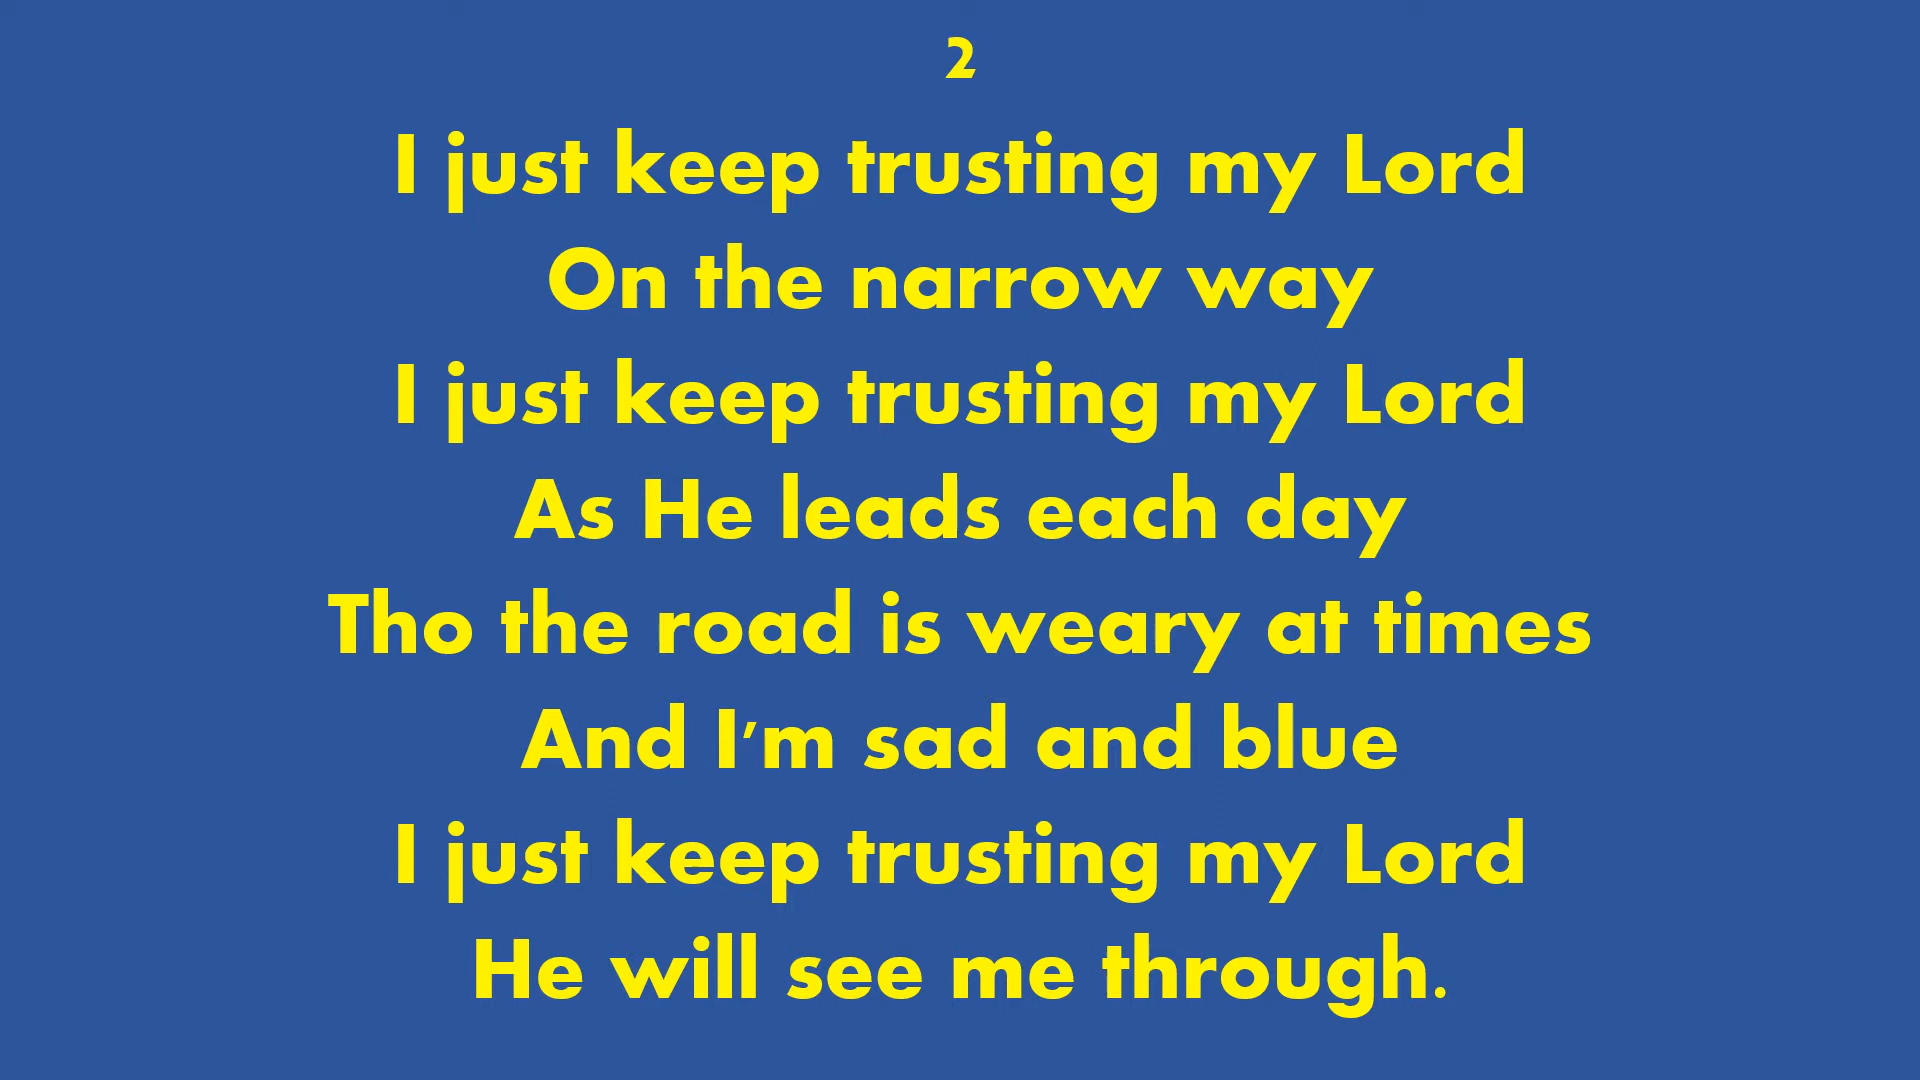 2
I just keep trusting my Lord
On the narrow way
I just keep trusting my Lord
As He leads each day
Tho the road is weary at times
And I'm sad and blue
I just keep trusting my Lord
He will see me through.